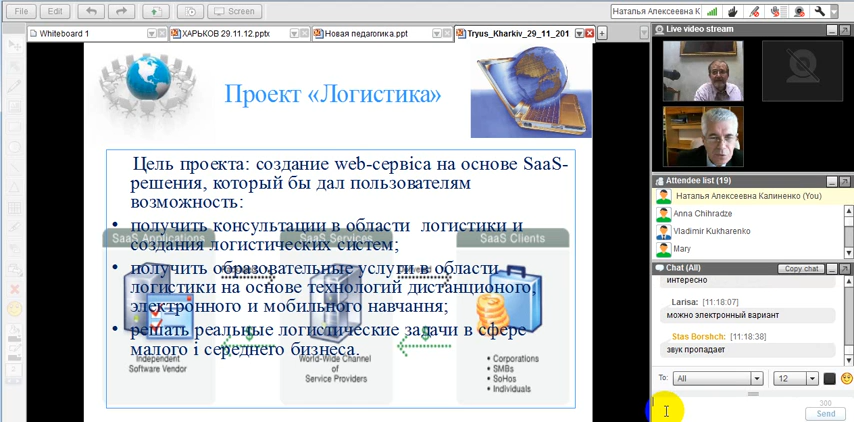 File
Edit
Screen
Наталья Алексеевна К
Whiteboard 1
ХАРЬКОВ 29.11.12.pptx
Новая педагогика.ppt
Tryus_Kharkiv_29_11_201
Live video stream
Проект «Логистика»
Цель проекта: создание web-сервіса на основе SaaS-
решения, который бы дал пользователям
возможность:
• получить консультации в области логистики и
создания логистических систем;
• получить образовательные услуги в области
логистики на основе технологий дистанционого,
электронного и мобильного навчання;
• решать реальные логистические задачи в сфере
малого і середнего бизнеса.
SaaS Applications
SaaS Services
SaaS Clients
Independent
Software Vendor
World-Wide Channel
of
Service Providers
• Corporations
• SMBs
• SoHos
• Individuals
Attendee list (19)
Наталья Алексеевна Калиненко (You)
Anna Chihradze
Vladimir Kukharenko
Mary
Chat (All)
Copy chat
интересно
Larisa: [11:18:07]
можно электронный вариант
Stas Borshch: [11:18:38]
звук пропадает
To:
All
12
300
Send